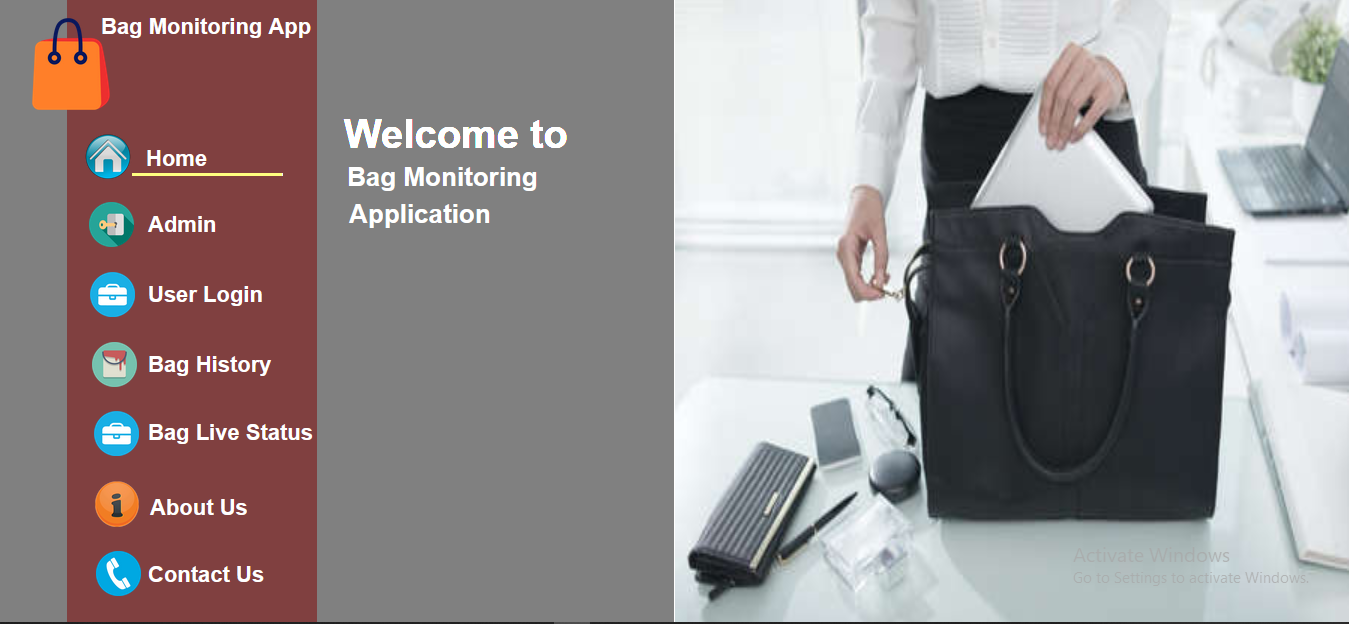 Bag Monitoring App
Home
Admin
User Login
Bag History
Bag Live Status
About Us
Contact Us
Welcome to
Bag Monitoring
Application
Activate Windows
Go to Settings to activate Windows.